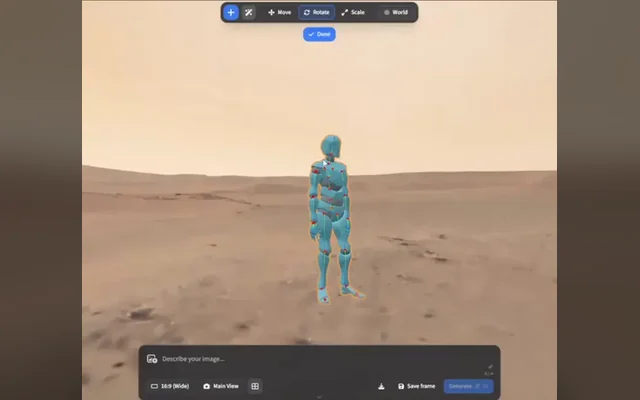 Move Rotate Scale World
Done
Describe your image...
16:9 (Wide) Main View Save frame Generate